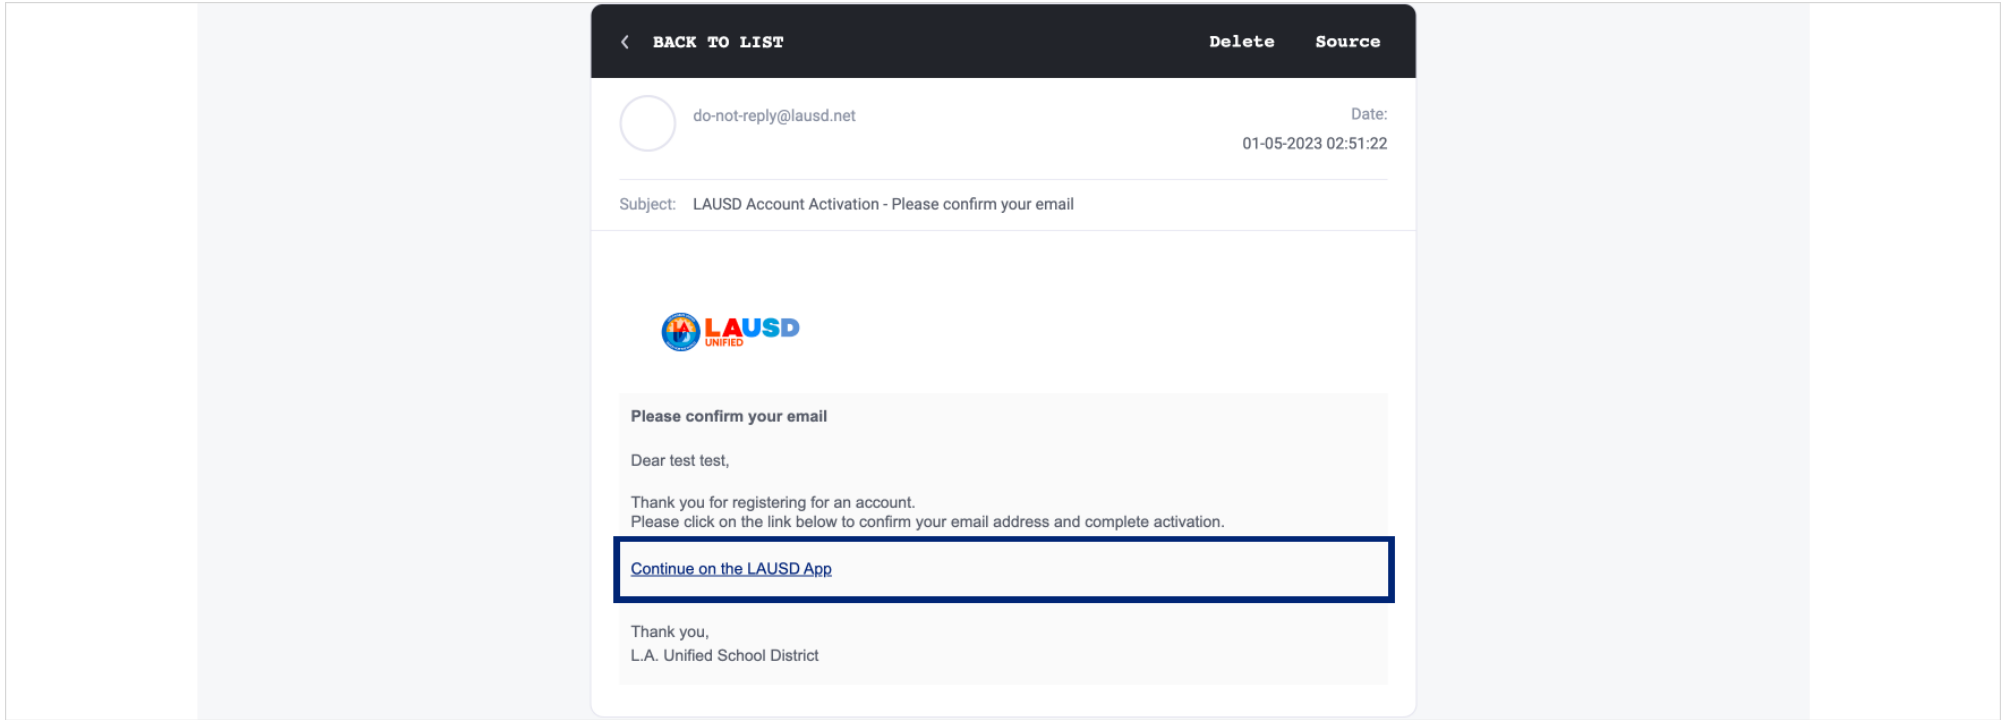 BACK TO LIST Delete Source
do-not-reply@lausd.net Date:
01-05-2023 02:51:22
Subject: LAUSD Account Activation - Please confirm your email
LAUSD
UNIFIED
Please confirm your email
Dear test test,
Thank you for registering for an account.
Please click on the link below to confirm your email address and complete activation.
Continue on the LAUSD App
Thank you,
L.A. Unified School District